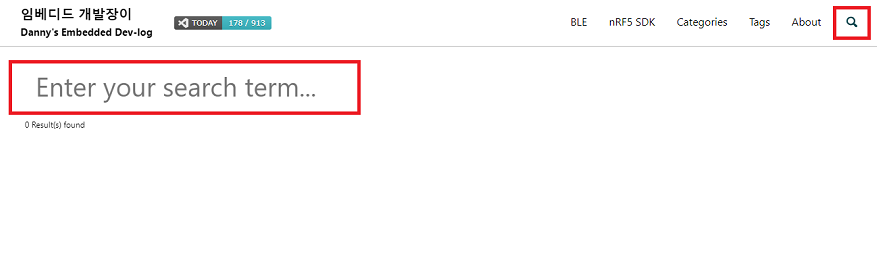 임베디드 개발장이
Danny's Embedded Dev-log
TODAY 178 / 913
BLE nRF5 SDK Categories Tags About
Enter your search term...
0 Result(s) found